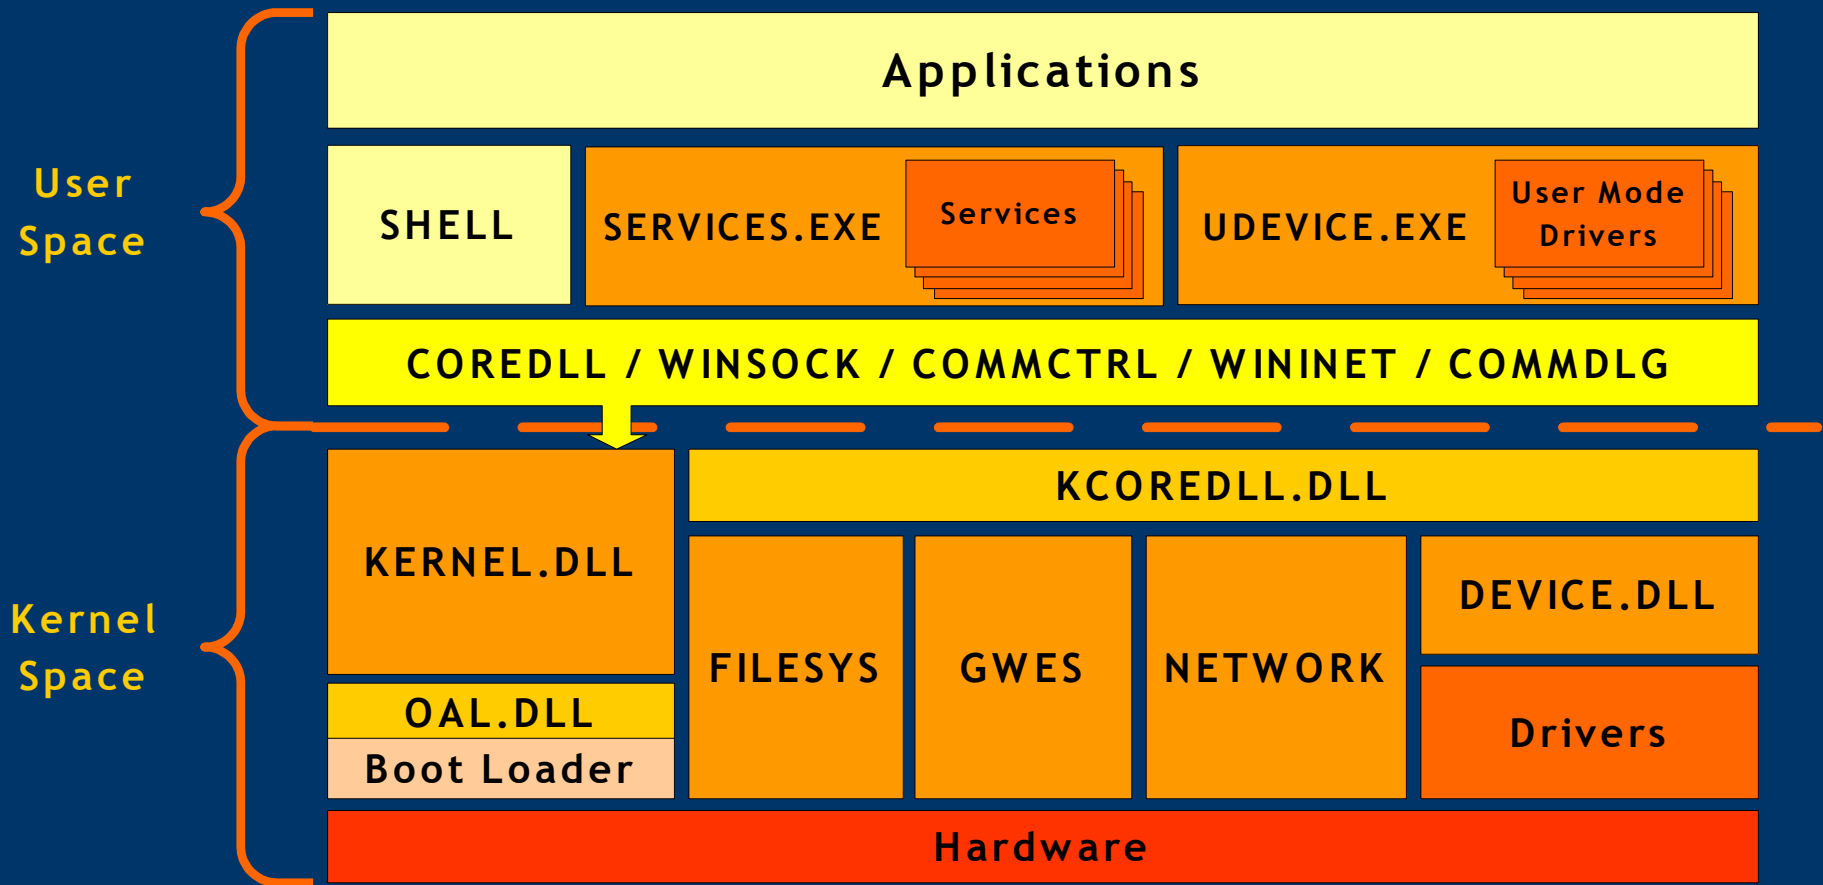 Applications
User
Space
SHELL
SERVICES.EXE
Services
UDEVICE.EXE
User Mode
Drivers
COREDLL / WINSOCK / COMMCTRL / WININET / COMMDLG
Kernel
Space
KERNEL.DLL
OAL.DLL
Boot Loader
KCOREDLL.DLL
FILESYS
GWES
NETWORK
DEVICE.DLL
Drivers
Hardware